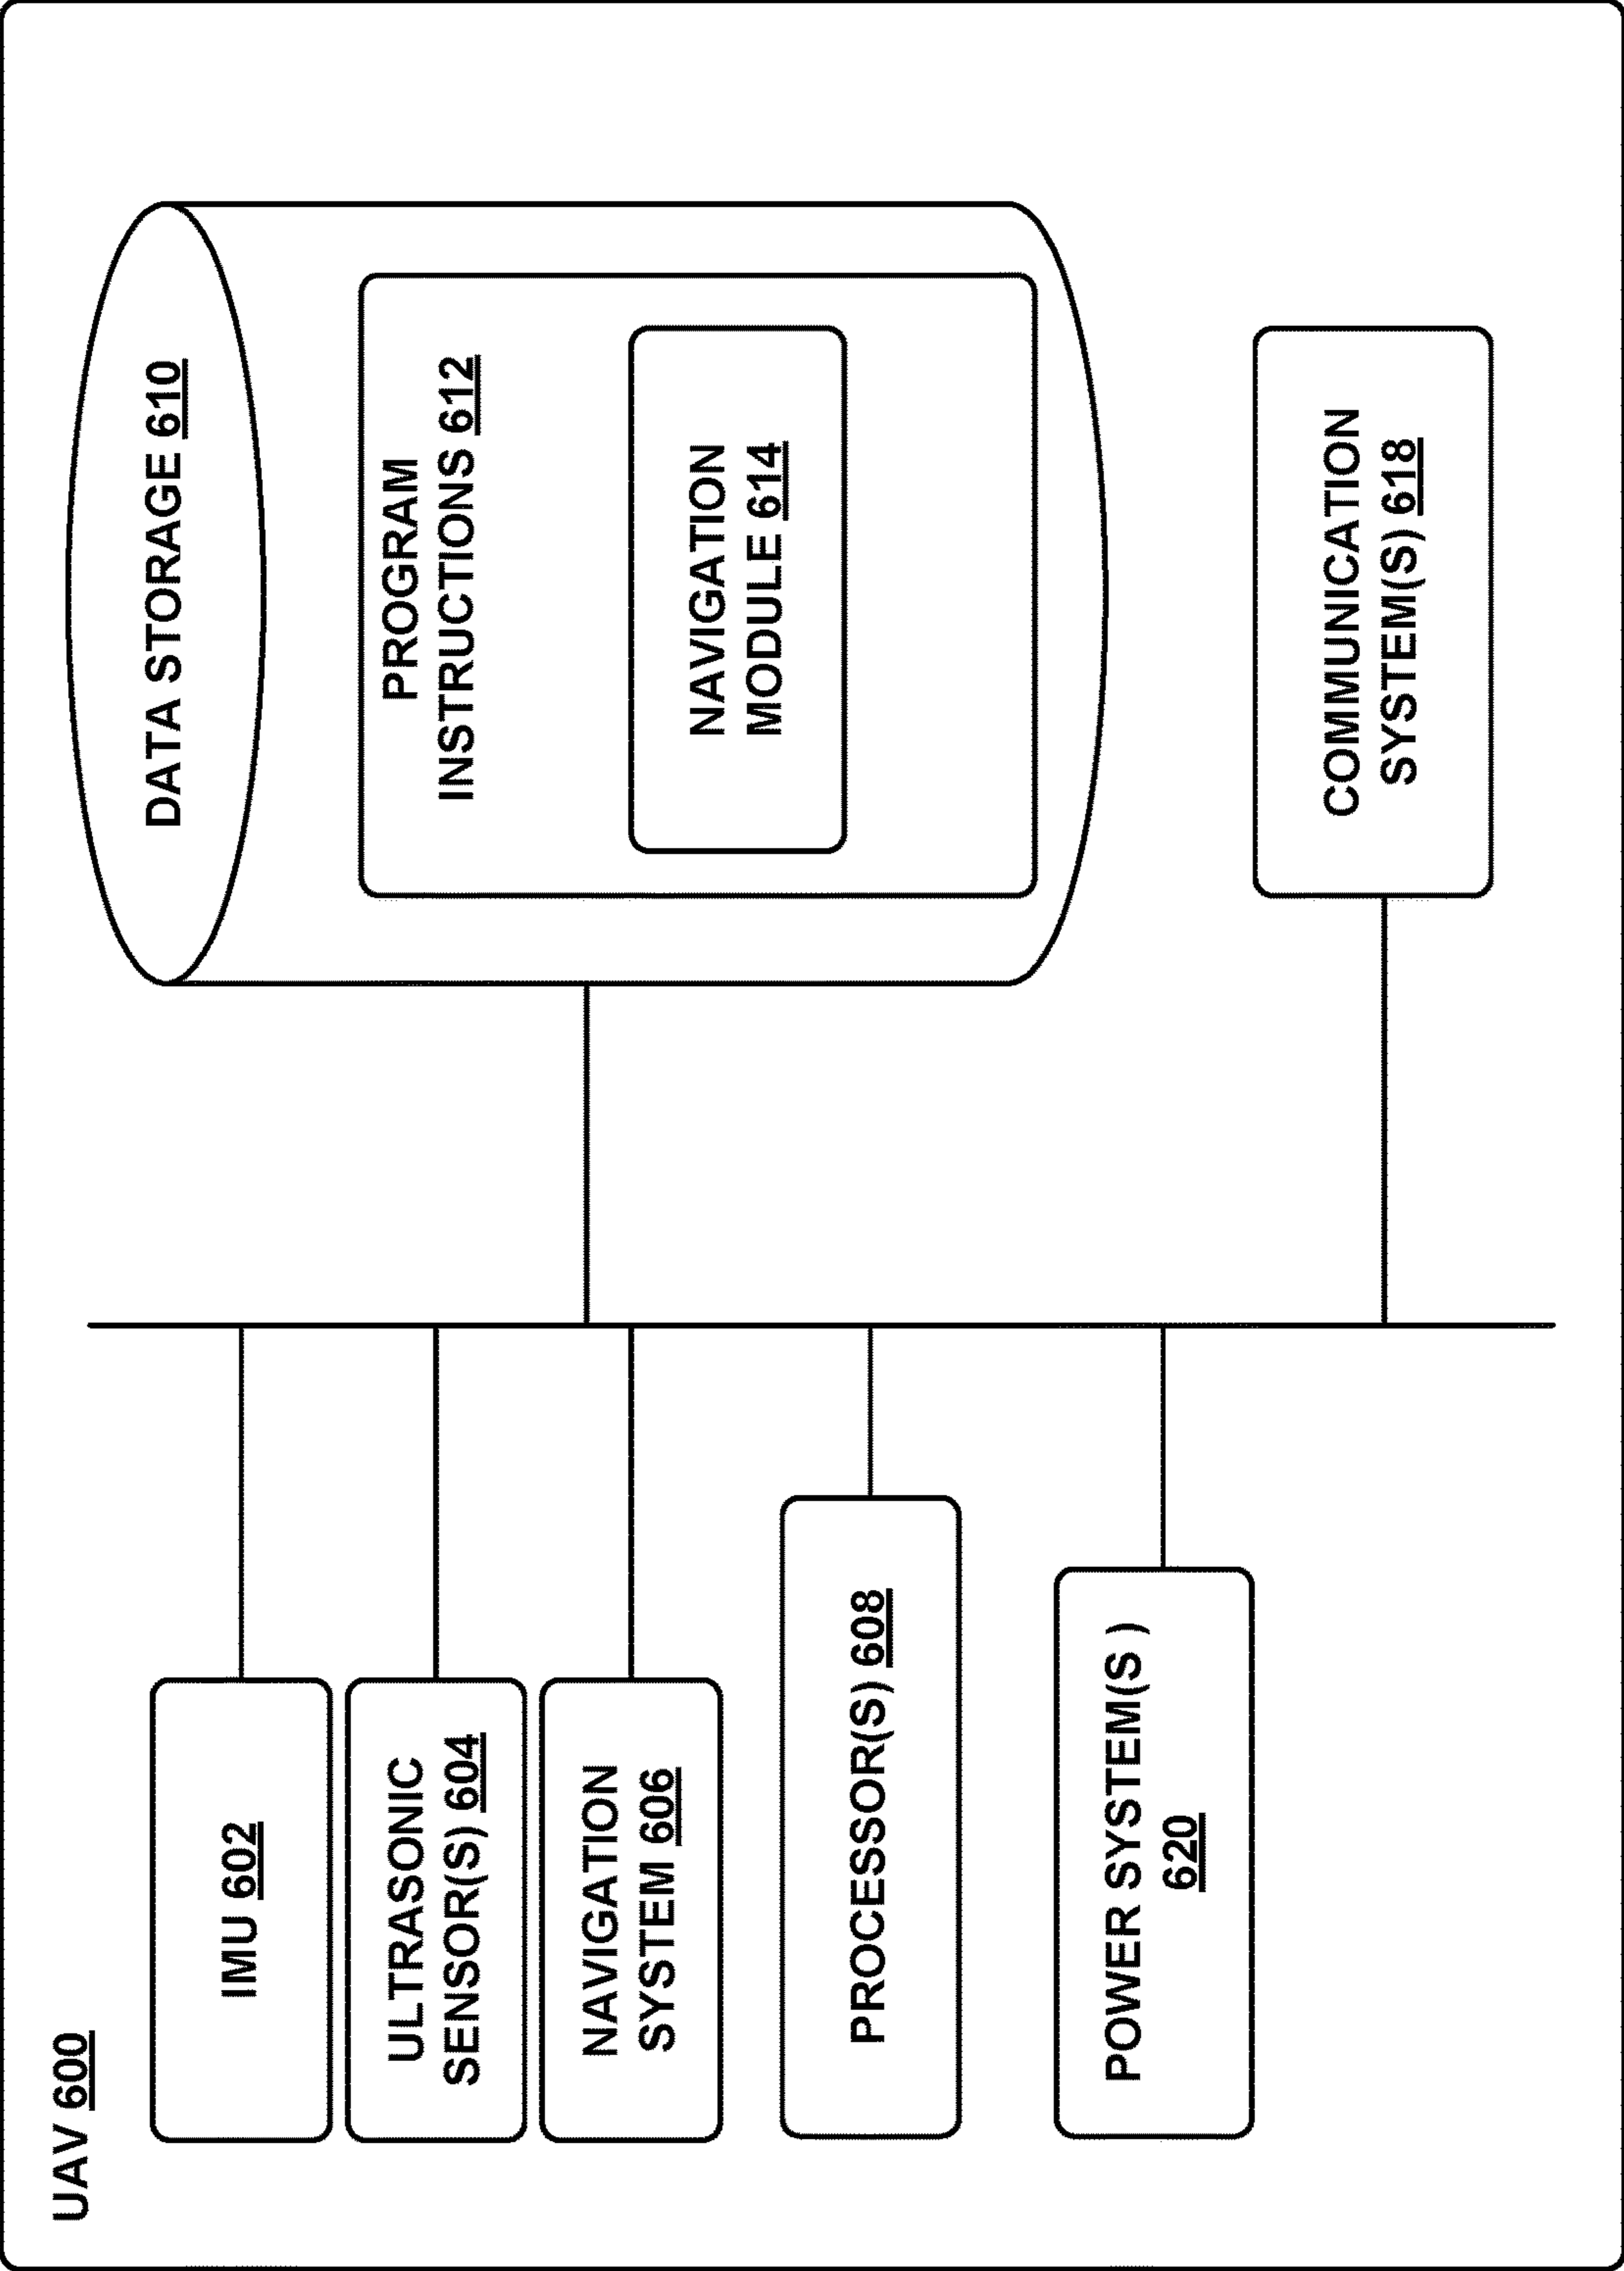 UAV 600
IMU 602
ULTRASONIC
SENSOR(S) 604
NAVIGATION
SYSTEM 606
PROCESSOR(S) 608
POWER SYSTEM(S )
620
DATA STORAGE 610
PROGRAM
INSTRUCTIONS 612
NAVIGATION
MODULE 614
COMMUNICATION
SYSTEM(S) 618